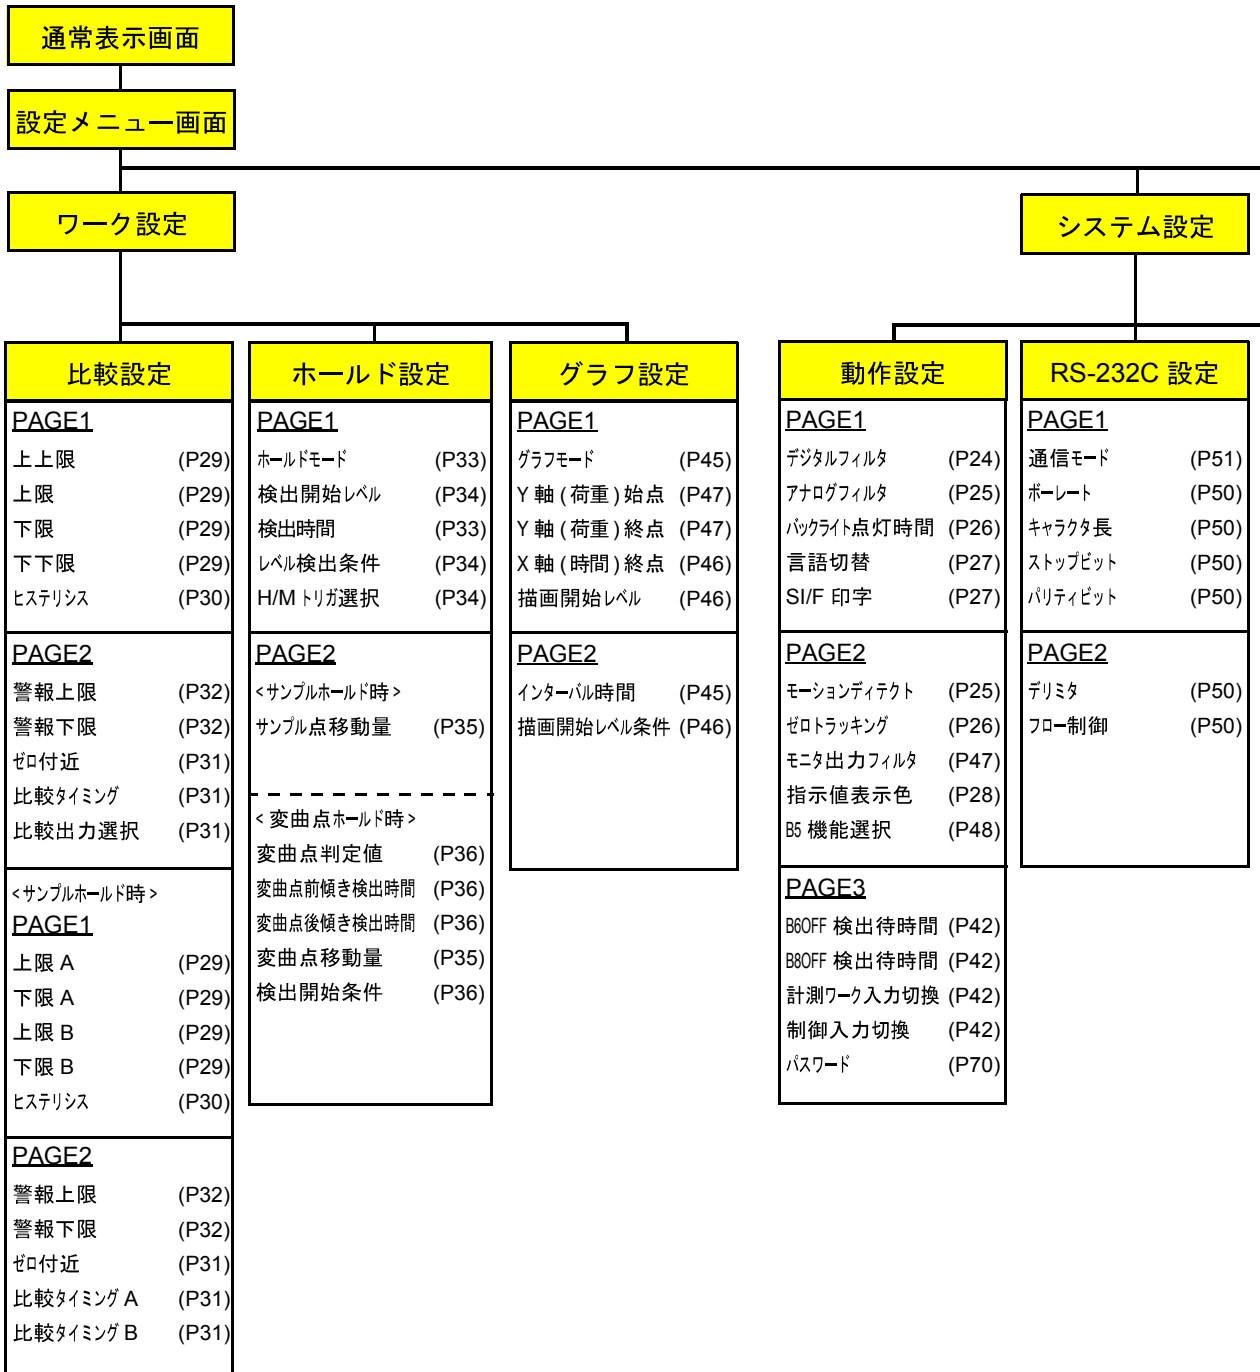 通常表示画面
設定メニュー画面
ワーク設定
システム設定
比較設定
PAGE1
上上限 (P29)
上限 (P29)
下限 (P29)
下下限 (P29)
ﾋｽﾃﾘｼｽ (P30)
PAGE2
警報上限 (P32)
警報下限 (P32)
ｾﾞﾛ付近 (P31)
比較ﾀｲﾐﾝｸﾞ (P31)
比較出力選択 (P31)
<ｻﾝﾌﾟﾙﾎｰﾙﾄﾞ時>
PAGE1
上限 A (P29)
下限 A (P29)
上限 B (P29)
下限 B (P29)
ﾋｽﾃﾘｼｽ (P30)
PAGE2
警報上限 (P32)
警報下限 (P32)
ｾﾞﾛ付近 (P31)
比較ﾀｲﾐﾝｸﾞ A (P31)
比較ﾀｲﾐﾝｸﾞ B (P31)
ホールド設定
PAGE1
ﾎｰﾙﾄﾞﾓｰﾄﾞ (P33)
検出開始ﾚﾍﾞﾙ (P34)
検出時間 (P33)
ﾚﾍﾞﾙ検出条件 (P34)
H/M ﾄﾘｶﾞ選択 (P34)
PAGE2
<ｻﾝﾌﾟﾙﾎｰﾙﾄﾞ時>
ｻﾝﾌﾟﾙ点移動量 (P35)
<変曲点ﾎｰﾙﾄﾞ時>
変曲点判定値 (P36)
変曲点前傾き検出時間 (P36)
変曲点後傾き検出時間 (P36)
変曲点移動量 (P35)
検出開始条件 (P36)
グラフ設定
PAGE1
ｸﾞﾗﾌﾓｰﾄﾞ (P45)
Y 軸 ( 荷重 ) 始点 (P47)
Y 軸 ( 荷重 ) 終点 (P47)
X 軸 ( 時間 ) 終点 (P46)
描画開始ﾚﾍﾞﾙ (P46)
PAGE2
ｲﾝﾀｰﾊﾞﾙ時間 (P45)
描画開始ﾚﾍﾞﾙ条件 (P46)
動作設定
PAGE1
ﾃﾞｼﾞﾀﾙﾌｨﾙﾀ (P24)
ｱﾅﾛｸﾞﾌｨﾙﾀ (P25)
ﾊﾞｯｸﾗｲﾄ点灯時間 (P26)
言語切替 (P27)
SI/F 印字 (P27)
PAGE2
ﾓｰｼｮﾝﾃﾞｨﾃｸﾄ (P25)
ｾﾞﾛﾄﾗｯｷﾝｸﾞ (P26)
ﾓﾆﾀ出力ﾌｨﾙﾀ (P47)
指示値表示色 (P28)
B5 機能選択 (P48)
PAGE3
B6OFF 検出待時間 (P42)
B8OFF 検出待時間 (P42)
計測ﾜｰｸ入力切換 (P42)
制御入力切換 (P42)
ﾊﾟｽﾜｰﾄﾞ (P70)
RS-232C 設定
PAGE1
通信ﾓｰﾄﾞ (P51)
ﾎﾞｰﾚｰﾄ (P50)
ｷｬﾗｸﾀ長 (P50)
ｽﾄｯﾌﾟﾋﾞｯﾄ (P50)
ﾊﾟﾘﾃｨﾋﾞｯﾄ (P50)
PAGE2
ﾃﾞﾘﾐﾀ (P50)
ﾌﾛｰ制御 (P50)